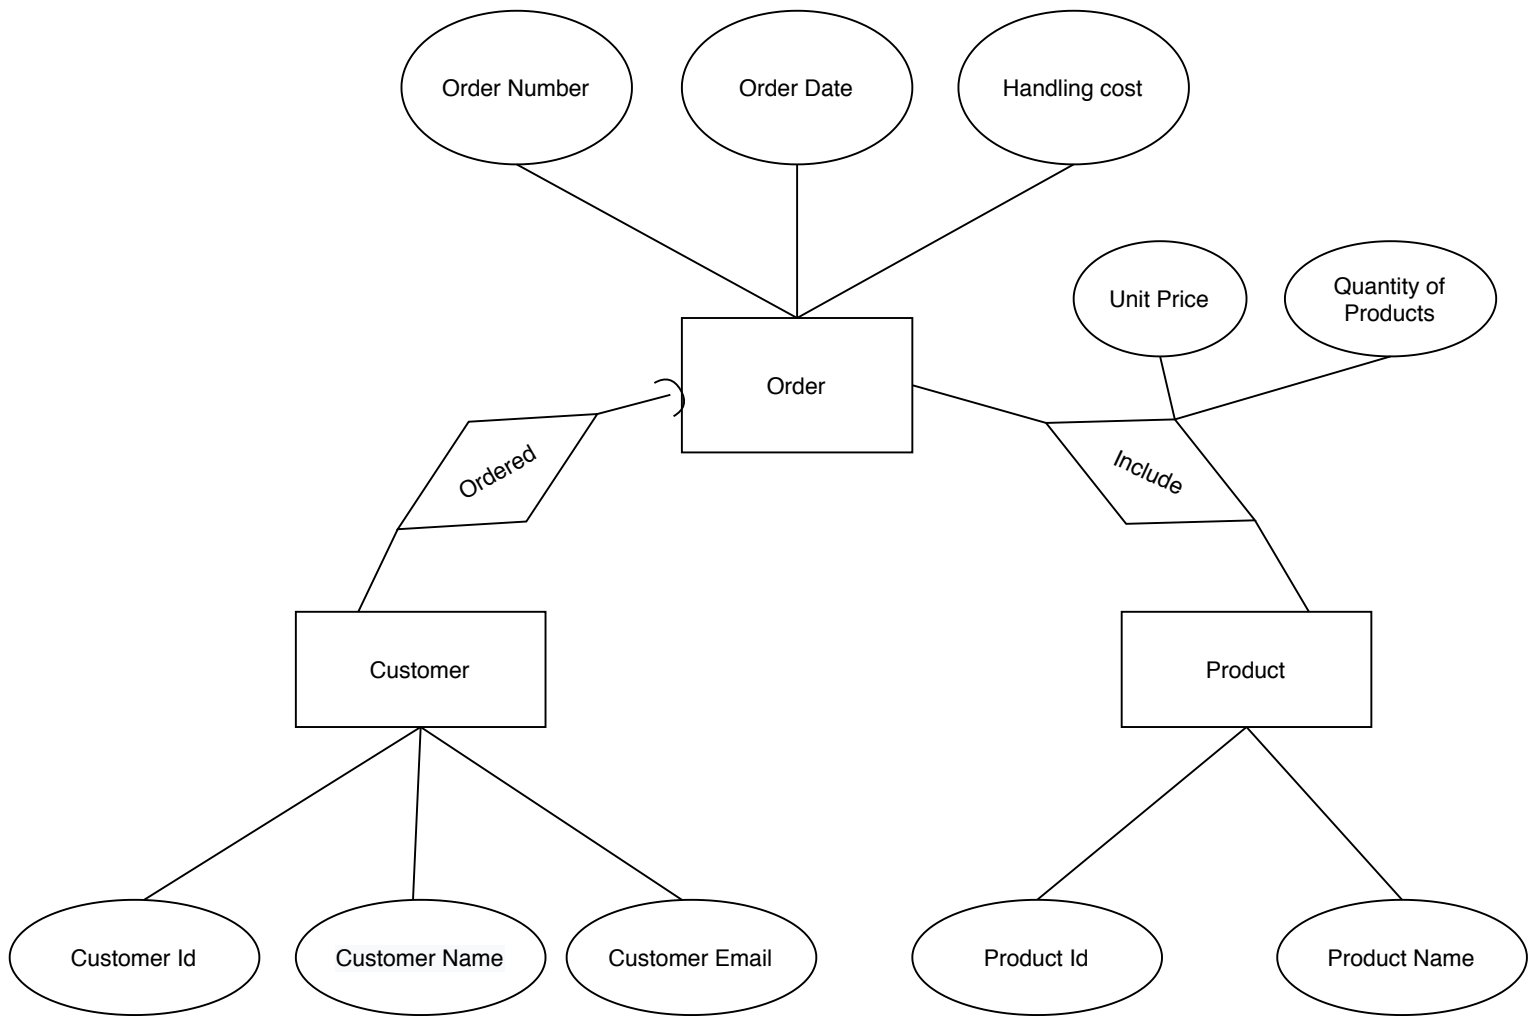 Order Number
Order Date
Handling cost
Unit Price
Quantity of
Products
Order
Ordered
Include
Customer
Product
Customer Id
Customer Name
Customer Email
Product Id
Product Name